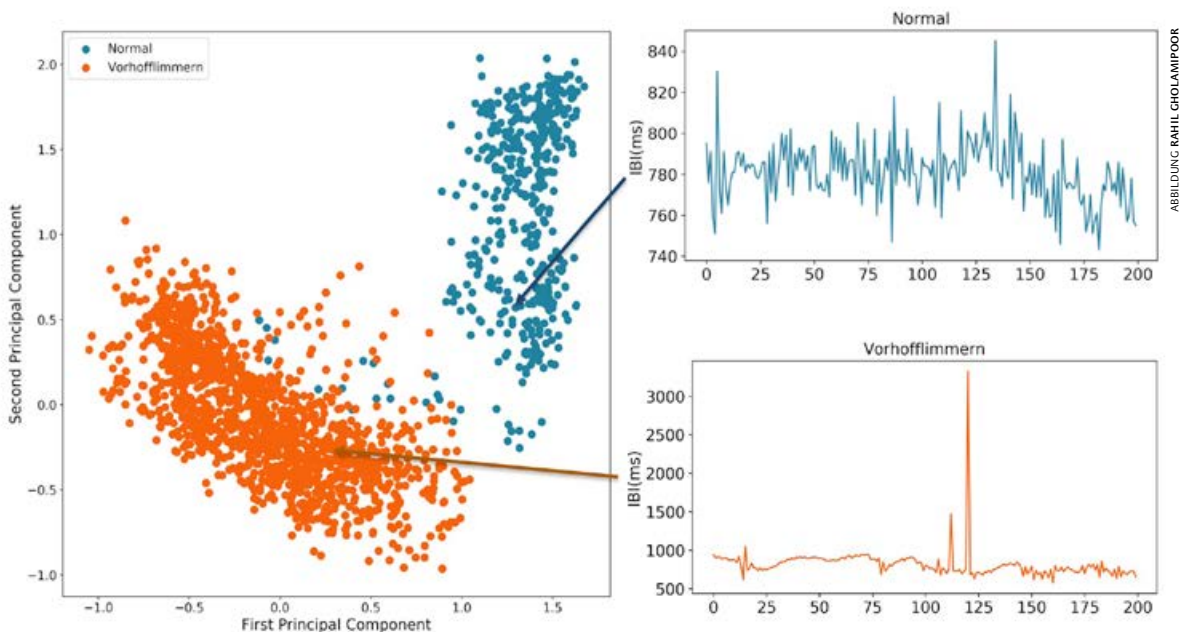 Normal
Vorhofflimmern
Second Principal Component
2.0
1.5
1.0
0.5
0.0
−0.5
−1.0
−1.0 −0.5 0.0 0.5 1.0 1.5
First Principal Component
Normal
IBI(ms)
840
820
800
780
760
740
0 25 50 75 100 125 150 175 200
Vorhofflimmern
IBI(ms)
3000
2500
2000
1500
1000
500
0 25 50 75 100 125 150 175 200
ABBILDUNG RAHIL GHOLAMIPOOR